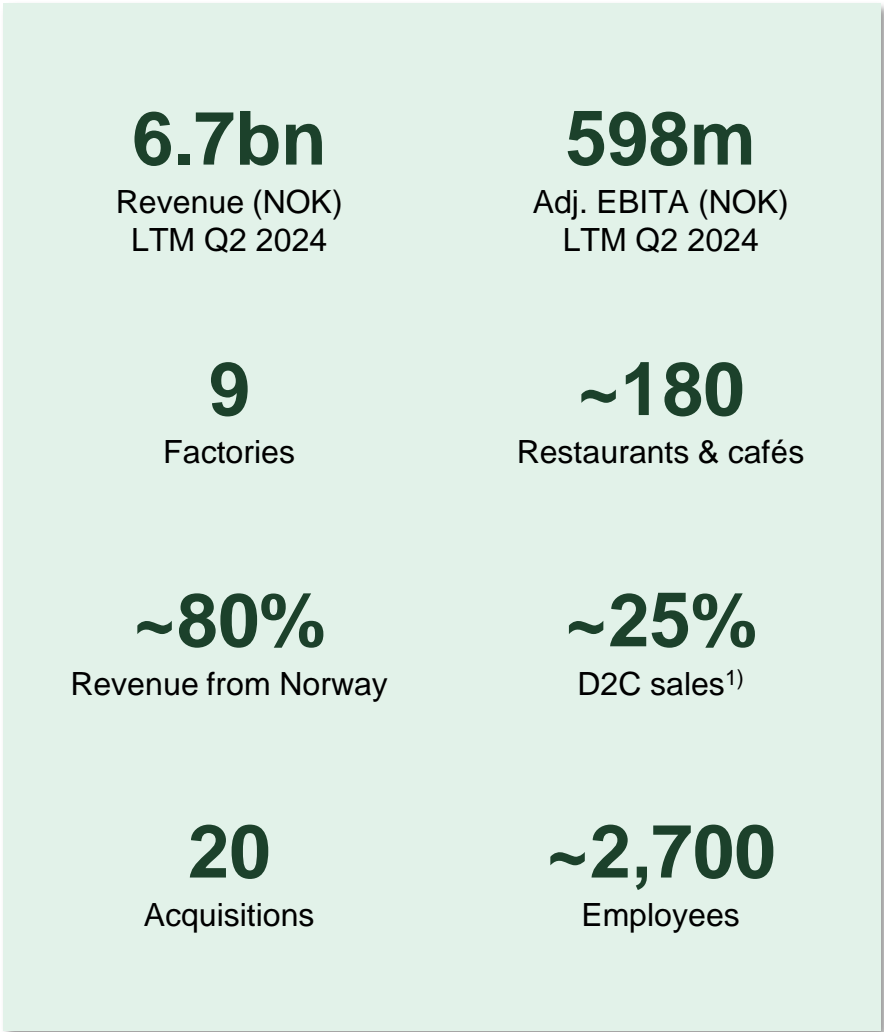 6.7bn
Revenue (NOK)
LTM Q2 2024
598m
Adj. EBITA (NOK)
LTM Q2 2024
9
Factories
~180
Restaurants & cafés
~80%
Revenue from Norway
~25%
D2C sales1)
20
Acquisitions
~2,700
Employees